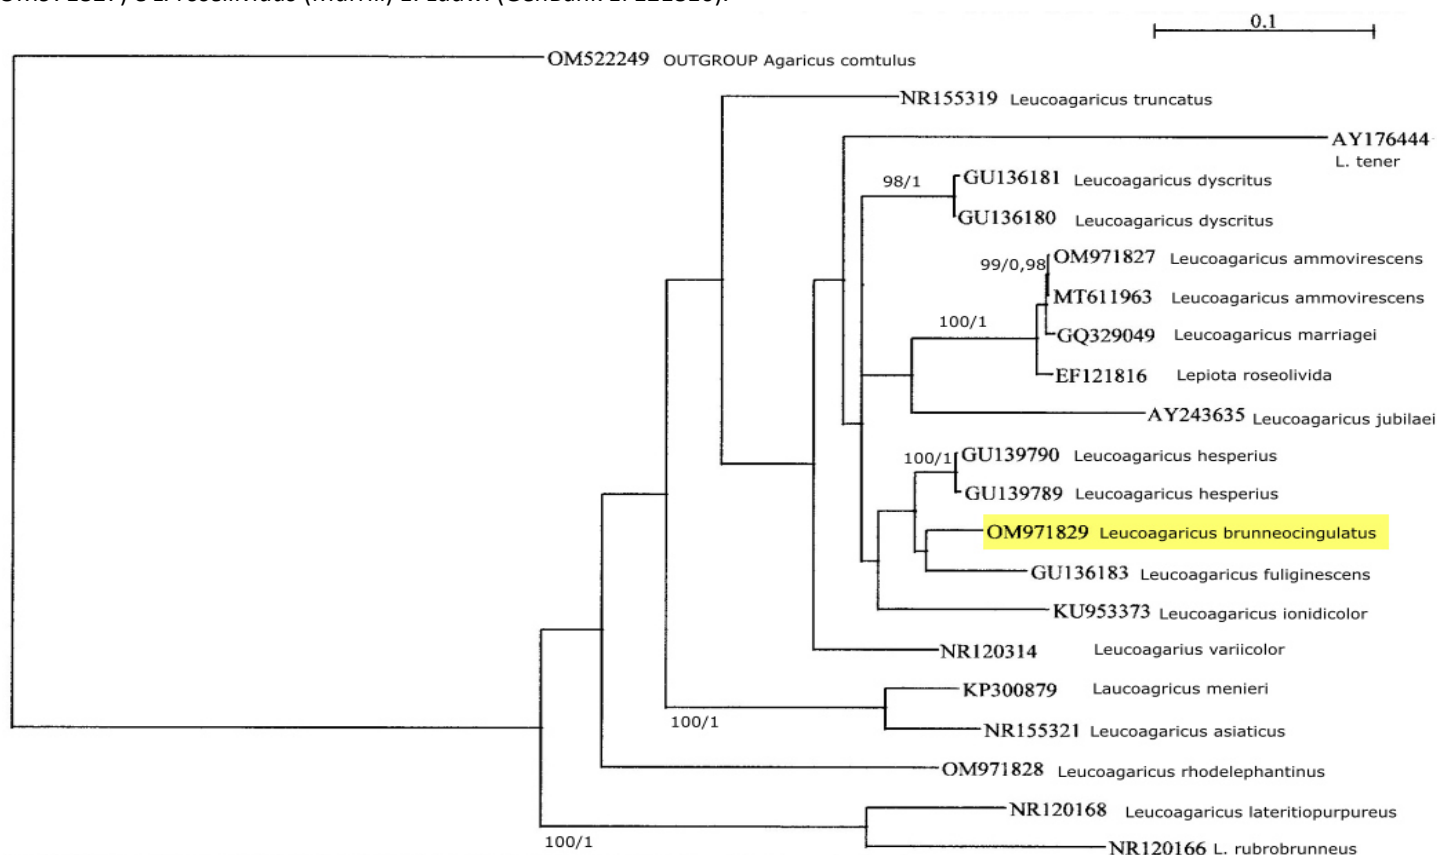 0.1
OM522249 OUTGROUP Agaricus comtulus
NR155319 Leucoagaricus truncatus
AY176444
L. tener
98/1
GU136181 Leucoagaricus dyscritus
GU136180 Leucoagaricus dyscritus
99/0,98
OM971827 Leucoagaricus ammovirescens
MT611963 Leucoagaricus ammovirescens
100/1
GQ329049 Leucoagaricus marriagei
EF121816 Lepiota roseolivida
AY243635 Leucoagaricus jubilaei
100/1
GU139790 Leucoagaricus hesperius
GU139789 Leucoagaricus hesperius
OM971829 Leucoagaricus brunneocingulatus
GU136183 Leucoagaricus fuliginescens
KU953373 Leucoagaricus ionidicolor
NR120314 Leucoagarius variicolor
KP300879 Laucoagricus menieri
100/1
NR155321 Leucoagaricus asiaticus
OM971828 Leucoagaricus rhodelephantinus
NR120168 Leucoagaricus lateritiopurpureus
100/1
NR120166 L. rubrobrunneus